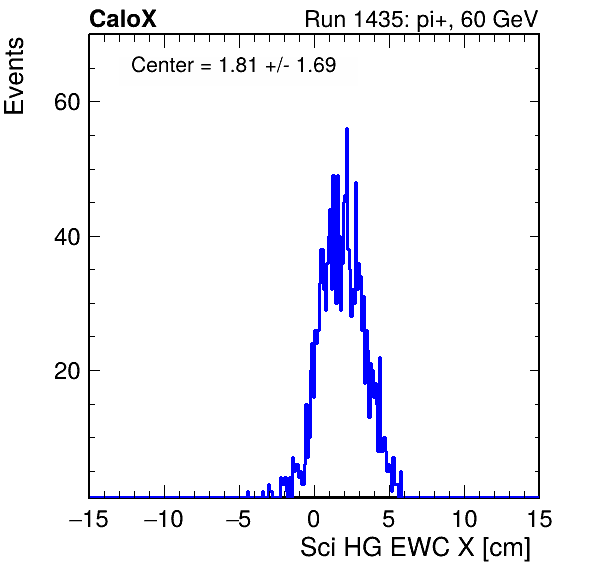 CaloX
Run 1435: pi+, 60 GeV
Events
Center = 1.81 +/- 1.69
60
40
20
−15 −10 −5 0 5 10 15
Sci HG EWC X [cm]